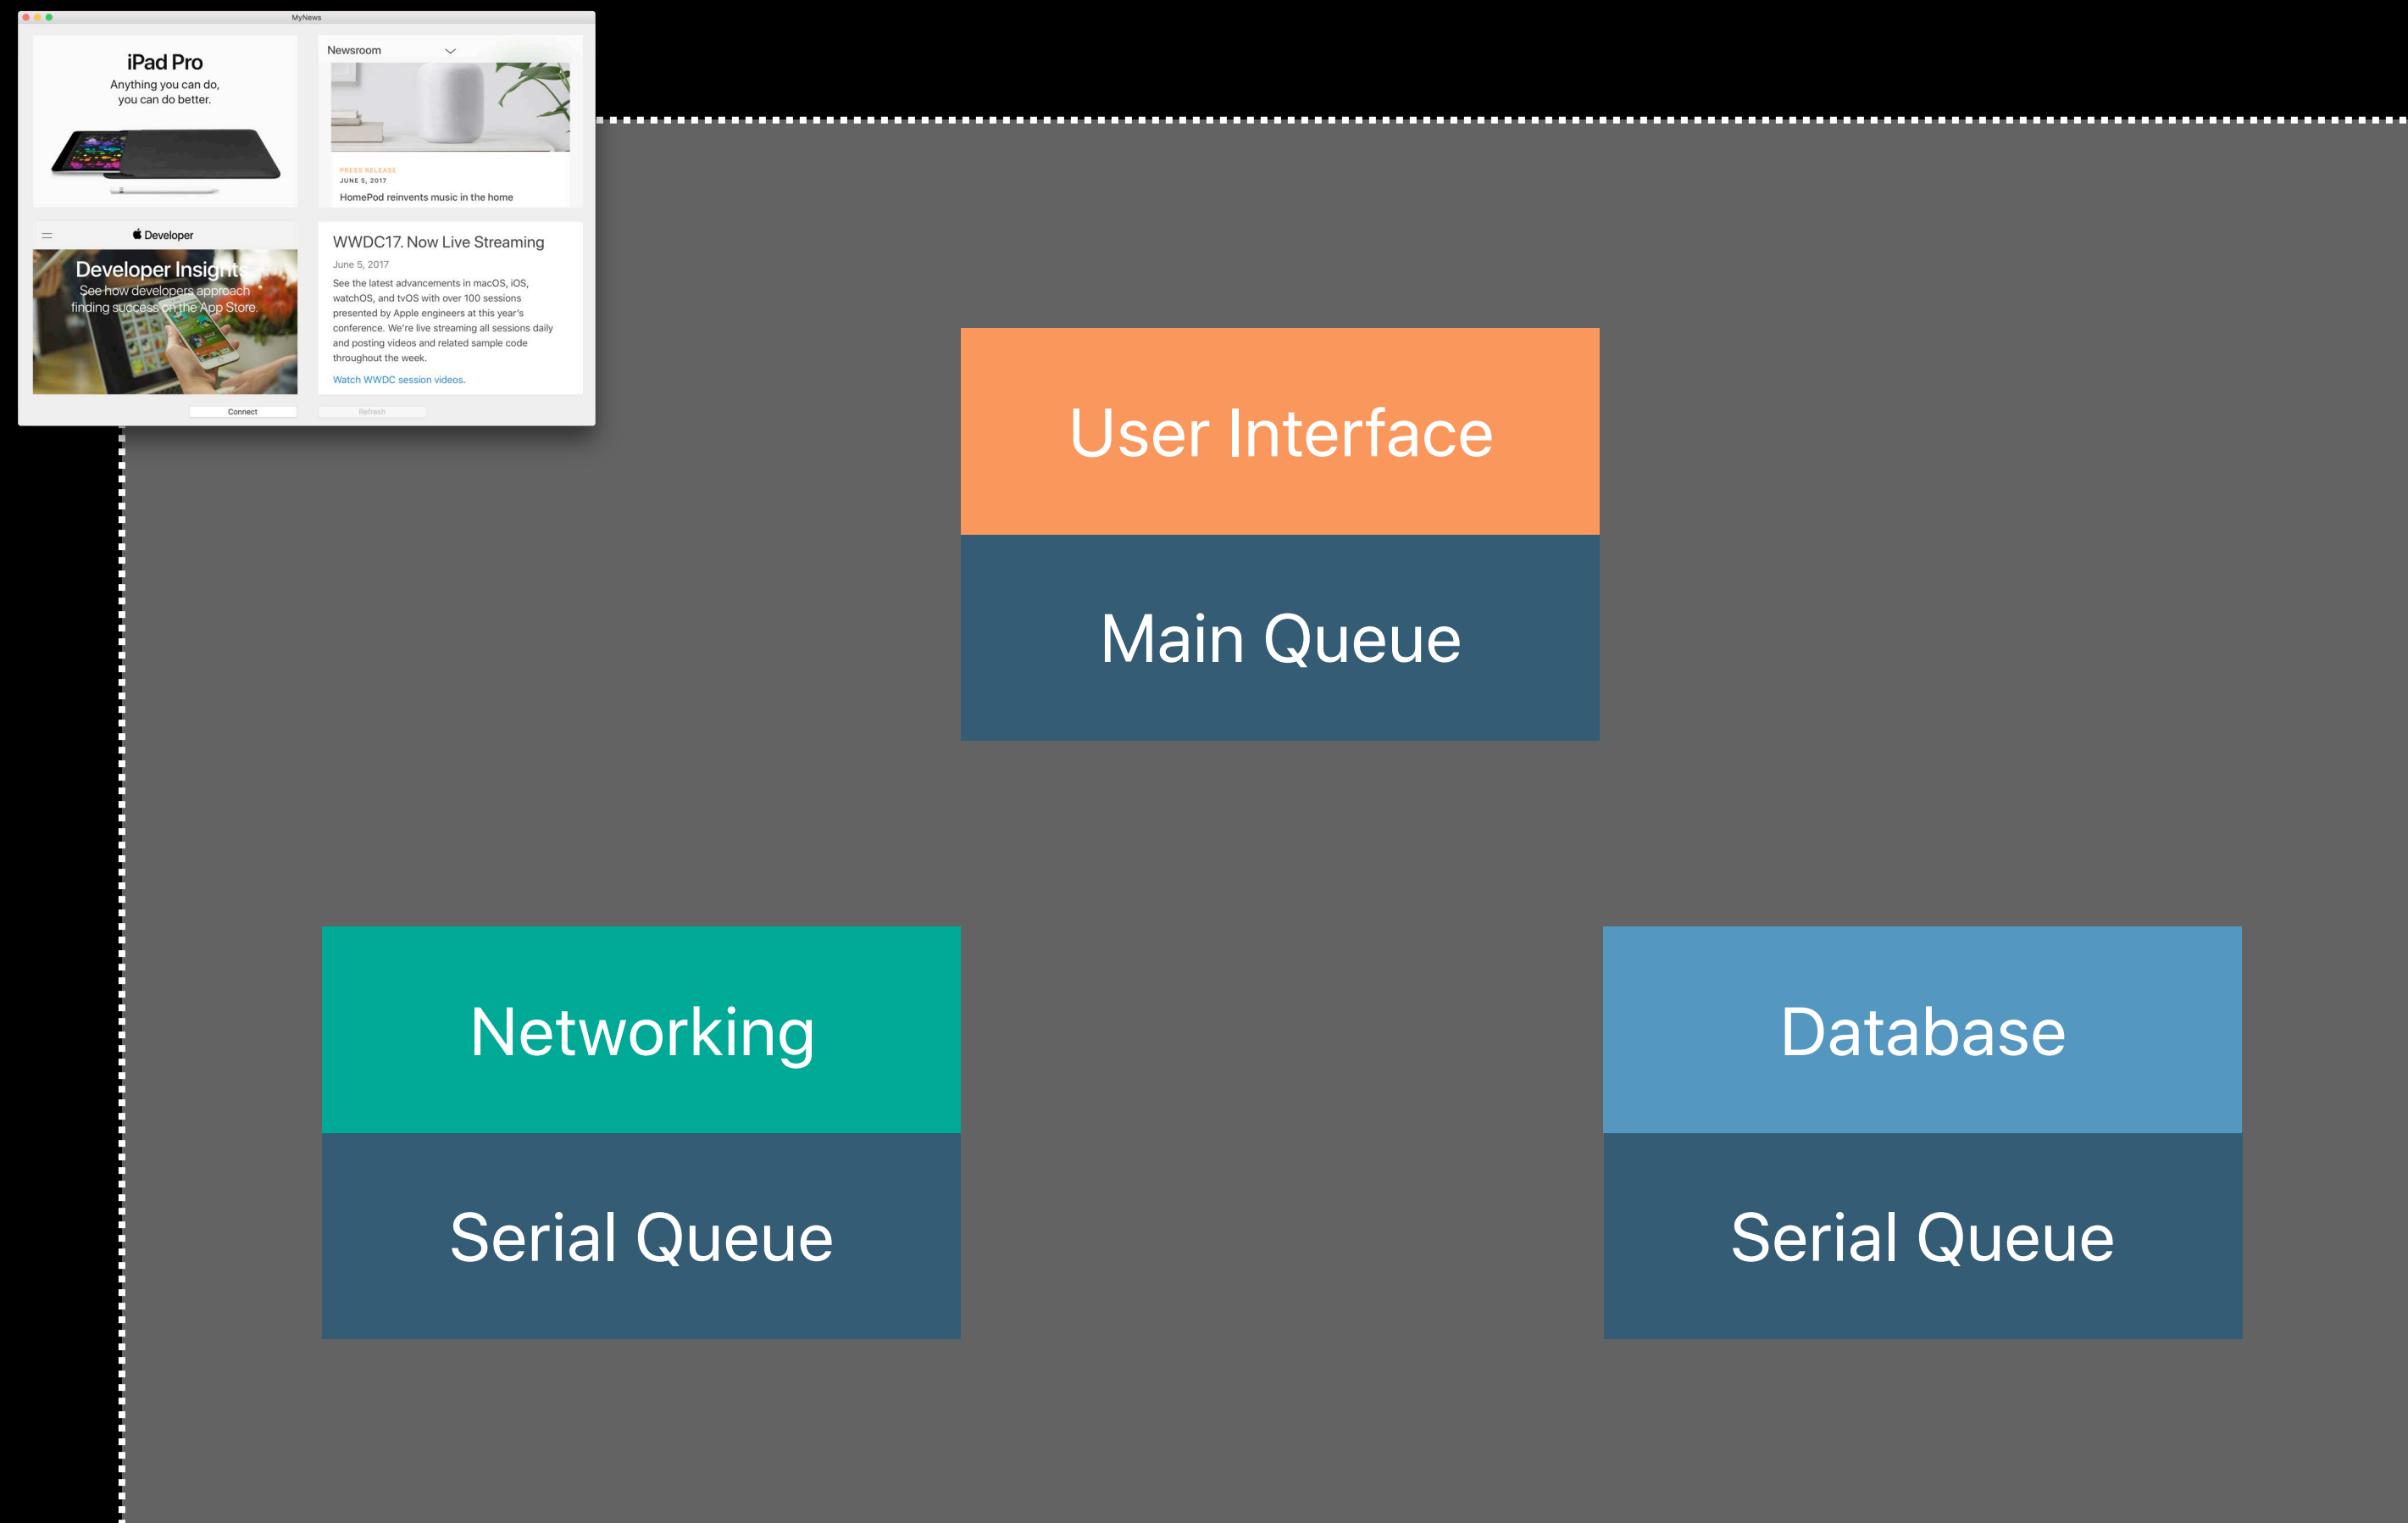 MyNews
iPad Pro
Anything you can do,
you can do better.
Newsroom
PRESS RELEASE
JUNE 5, 2017
HomePod reinvents music in the home
Developer
Developer Insights
See how developers approach
finding success on the App Store.
WWDC17. Now Live Streaming
June 5, 2017
See the latest advancements in macOS, iOS,
watchOS, and tvOS with over 100 sessions
presented by Apple engineers at this year's
conference. We're live streaming all sessions daily
and posting videos and related sample code
throughout the week.
Watch WWDC session videos.
Connect
Refresh
User Interface
Main Queue
Networking
Serial Queue
Database
Serial Queue